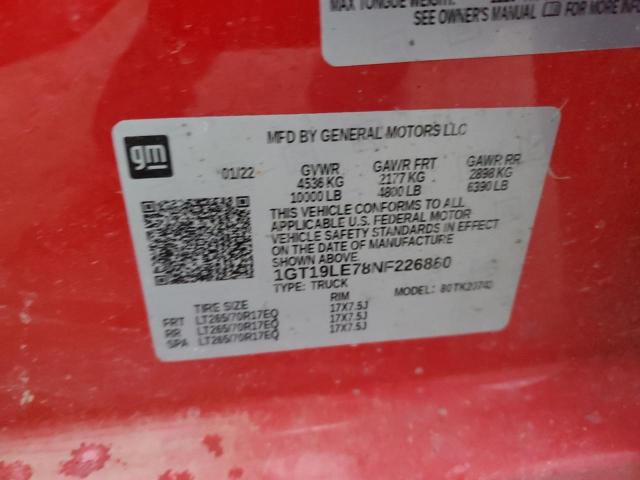 MAX TONGUE WEIGHT:
SEE OWNER'S MANUAL FOR MORE INFO
gm
MFD BY GENERAL MOTORS LLC
01/22 GVWR GAWR FRT GAWR RR
4536 KG 2177 KG 2898 KG
10000 LB 4800 LB 6390 LB
THIS VEHICLE CONFORMS TO ALL
APPLICABLE U.S. FEDERAL MOTOR
VEHICLE SAFETY STANDARDS IN EFFECT
ON THE DATE OF MANUFACTURE
SHOWN ABOVE.
1GT19LE78NF226860
TYPE: TRUCK MODEL:
TIRE SIZE RIM
FRT LT265/70R17EQ 17X7.5J
RR LT265/70R17EQ 17X7.5J
SPA LT265/70R17EQ 17X7.5J